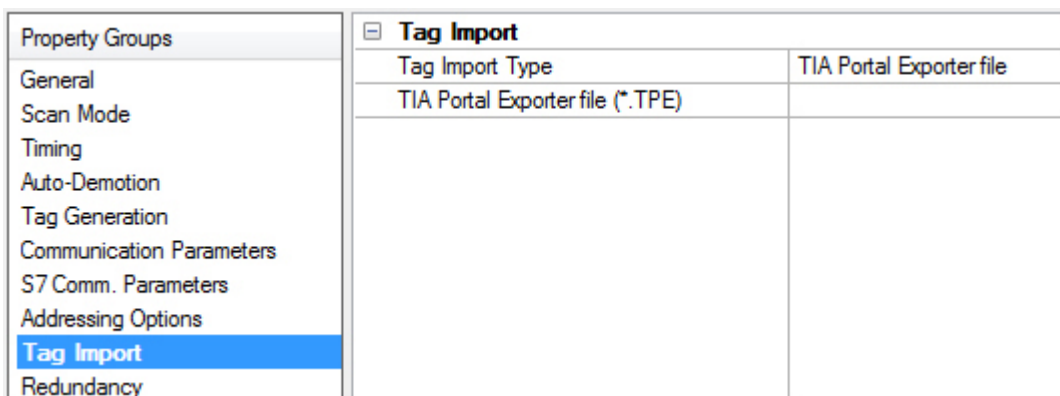 Property Groups
General
Scan Mode
Timing
Auto-Demotion
Tag Generation
Communication Parameters
S7 Comm. Parameters
Addressing Options
Tag Import
Redundancy
Tag Import
Tag Import Type TIA Portal Exporter file
TIA Portal Exporter file (*.TPE)